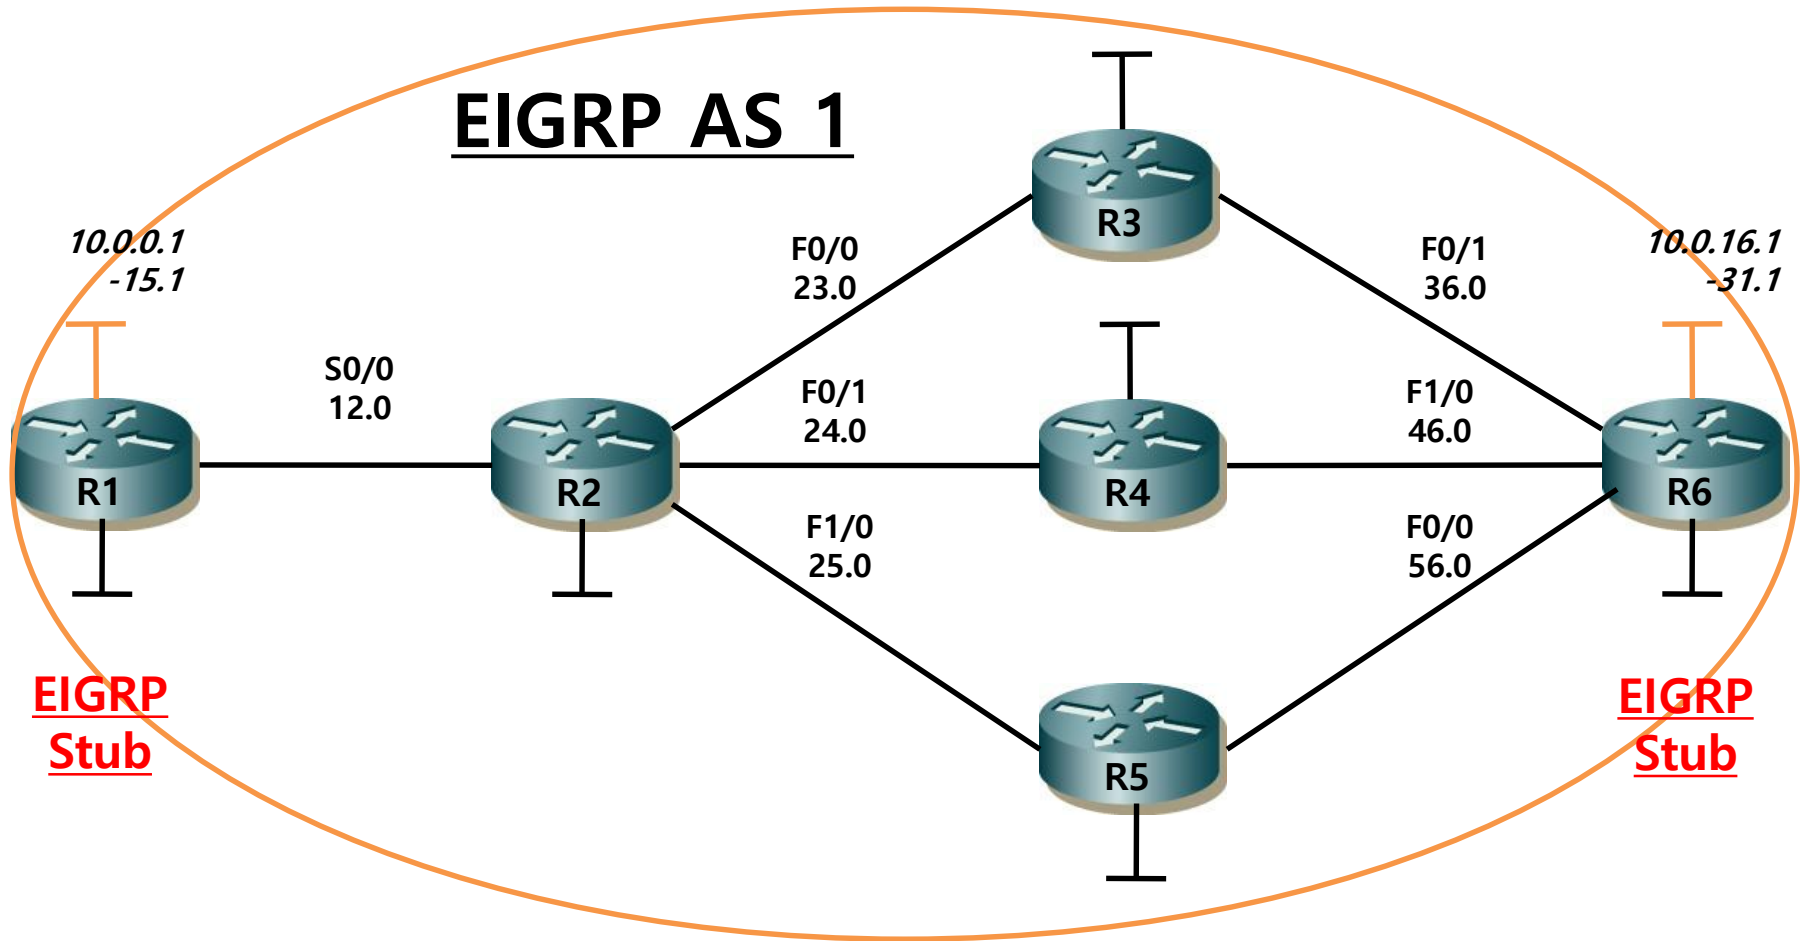 EIGRP AS 1
R3
10.0.0.1
-15.1
F0/0
23.0
F0/1
36.0
10.0.16.1
-31.1
S0/0
12.0
F0/1
24.0
F1/0
46.0
R1
R2
R4
R6
F1/0
25.0
F0/0
56.0
EIGRP
Stub
EIGRP
Stub
R5